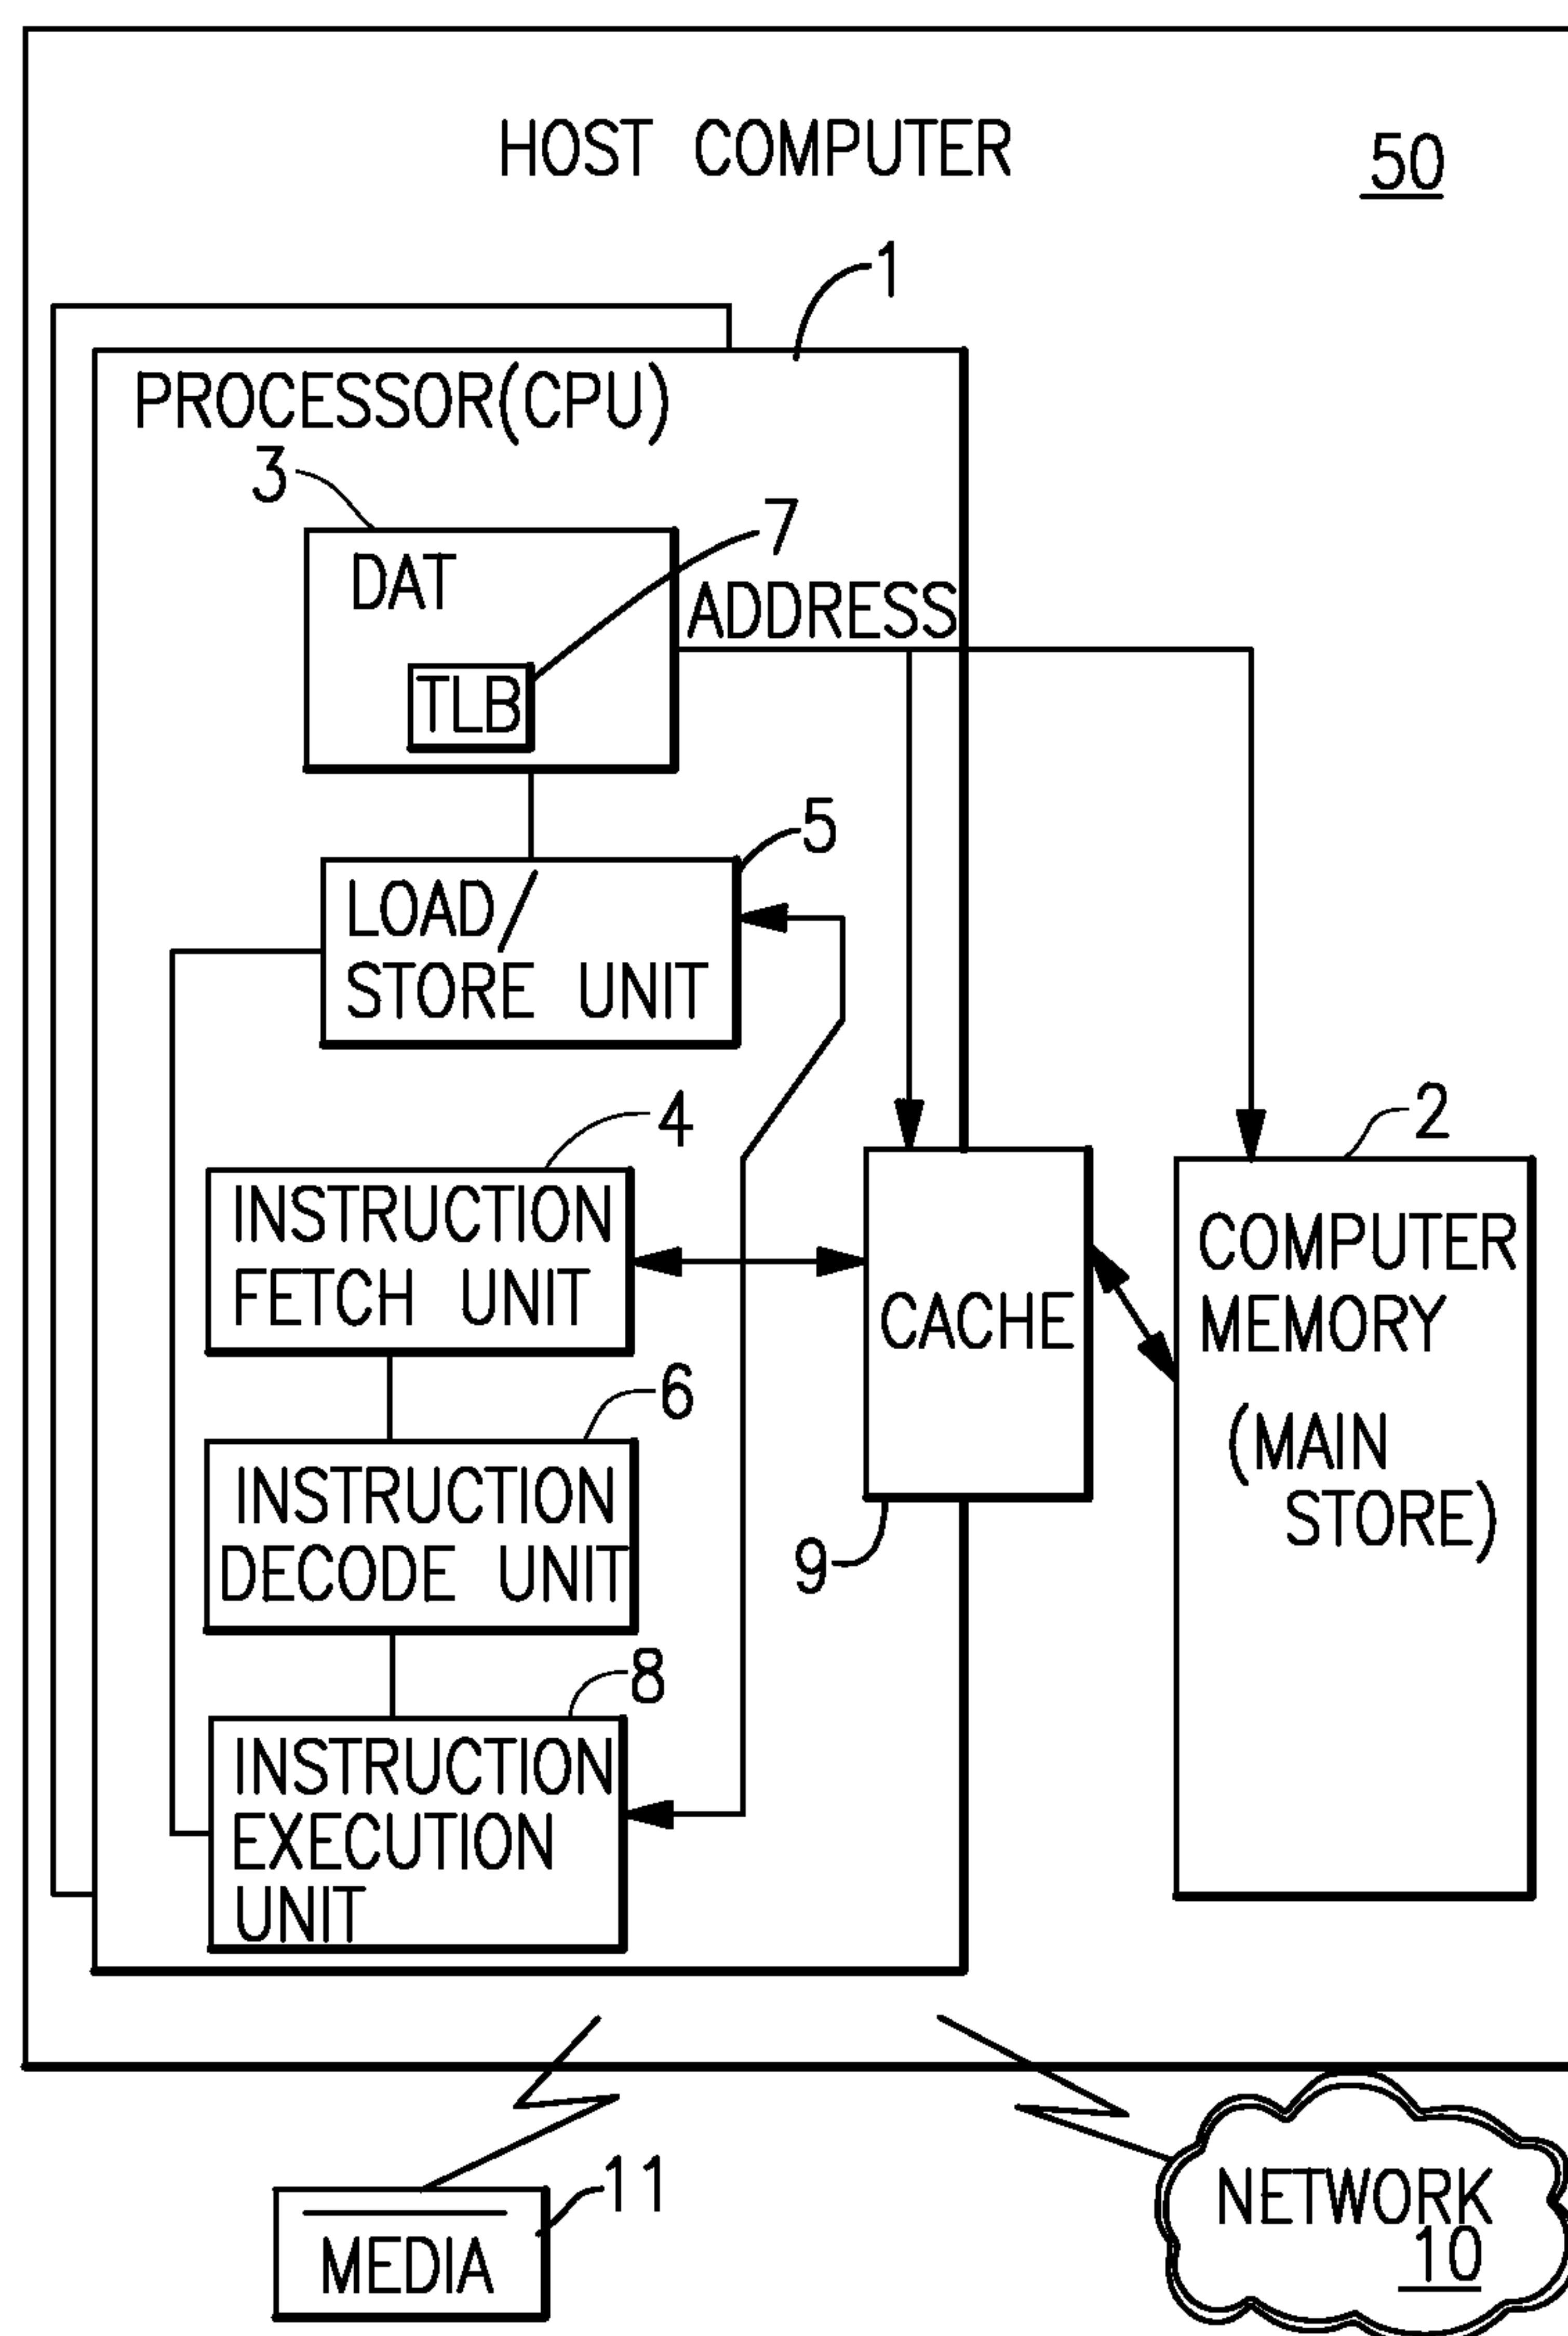 HOST COMPUTER
50
1
PROCESSOR(CPU)
3
7
DAT
ADDRESS
TLB
5
LOAD/
STORE UNIT
4
2
INSTRUCTION
FETCH UNIT
COMPUTER
MEMORY
CACHE
(MAIN
STORE)
6
INSTRUCTION
DECODE UNIT
9
8
INSTRUCTION
EXECUTION
UNIT
11
MEDIA
NETWORK
10